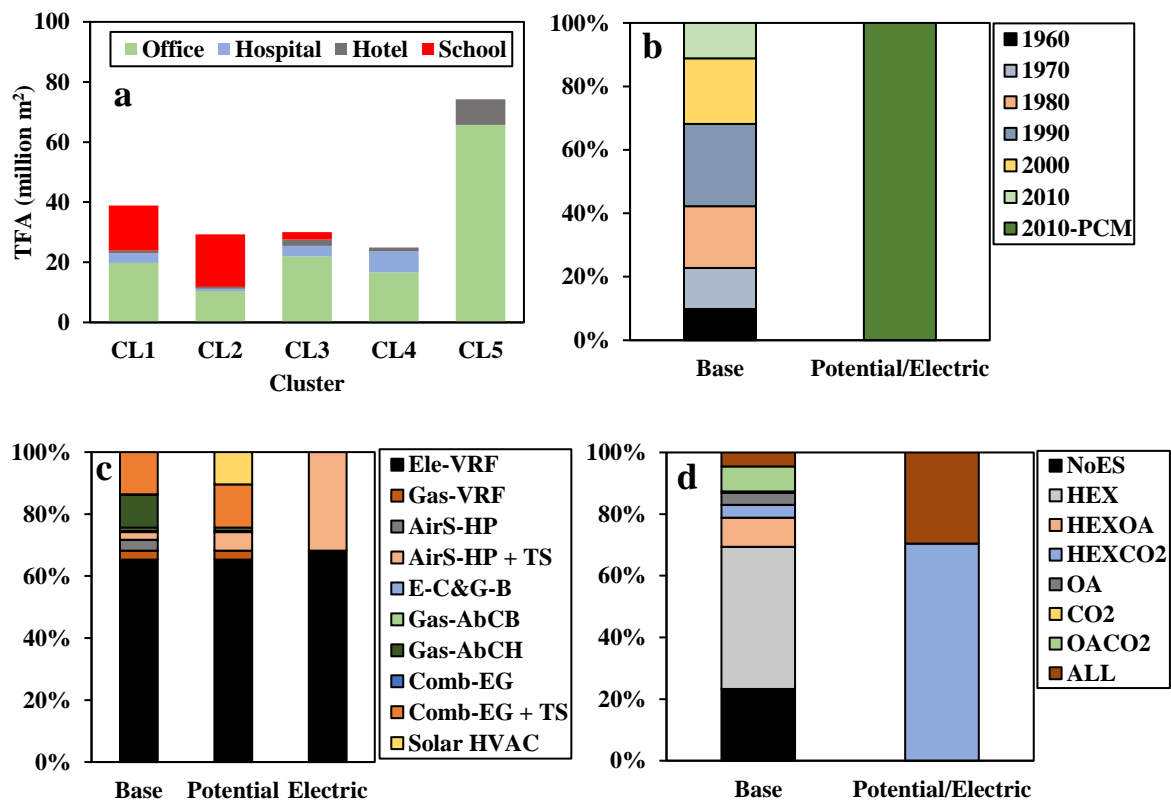 100
80
60
40
20
0
TFA (million m²)
Office Hospital Hotel School
a
CL1 CL2 CL3 CL4 CL5
Cluster
100%
80%
60%
40%
20%
0%
b
Base Potential/Electric
1960
1970
1980
1990
2000
2010
2010-PCM
100%
80%
60%
40%
20%
0%
c
Base Potential Electric
Ele-VRF
Gas-VRF
AirS-HP
AirS-HP + TS
E-C&G-B
Gas-AbCB
Gas-AbCH
Comb-EG
Comb-EG + TS
Solar HVAC
100%
80%
60%
40%
20%
0%
d
Base Potential/Electric
NoES
HEX
HEXOA
HEXCO2
OA
CO2
OACO2
ALL